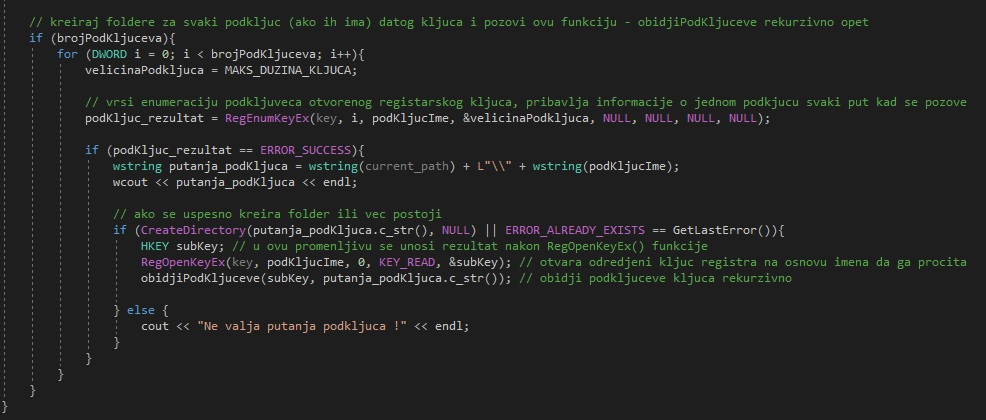 // kreiraj foldere za svaki podkljuc (ako ih ima) datog kljuca i pozovi ovu funkciju - obidjiPodKljuceve rekurzivno opet
if (brojPodKljuceva){
for (DWORD i = 0; i < brojPodKljuceva; i++){
velicinaPodkljuca = MAKS_DUZINA_KLJUCA;
// vrsi enumeraciju podkljuveca otvorenog registarskog kljuca, pribavlja informacije o jednom podkjucu svaki put kad se pozove
podKljuc_rezultat = RegEnumKeyEx(key, i, podKljucIme, &velicinaPodkljuca, NULL, NULL, NULL, NULL);
if (podKljuc_rezultat == ERROR_SUCCESS){
wstring putanja_podKljuca = wstring(current_path) + L"\\" + wstring(podKljucIme);
wcout << putanja_podKljuca << endl;
// ako se uspesno kreira folder ili vec postoji
if (CreateDirectory(putanja_podKljuca.c_str(), NULL) || ERROR_ALREADY_EXISTS == GetLastError()){
HKEY subKey; // u ovu promenljivu se unosi rezultat nakon RegOpenKeyEx() funkcije
RegOpenKeyEx(key, podKljucIme, 0, KEY_READ, &subKey); // otvara odredjeni kljuc registra na osnovu imena da ga procita
obidjiPodKljuceve(subKey, putanja_podKljuca.c_str()); // obidji podkljuceve kljuca rekurzivno
} else {
cout << "Ne valja putanja podkljuca !" << endl;
}
}
}
}
}